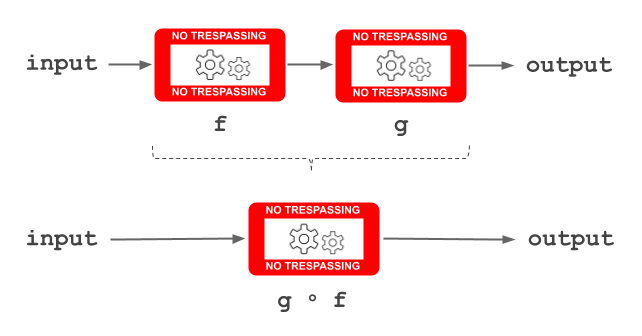 NO TRESPASSING NO TRESPASSING
input output
NO TRESPASSING NO TRESPASSING
f g
NO TRESPASSING
input output
NO TRESPASSING
g ∘ f